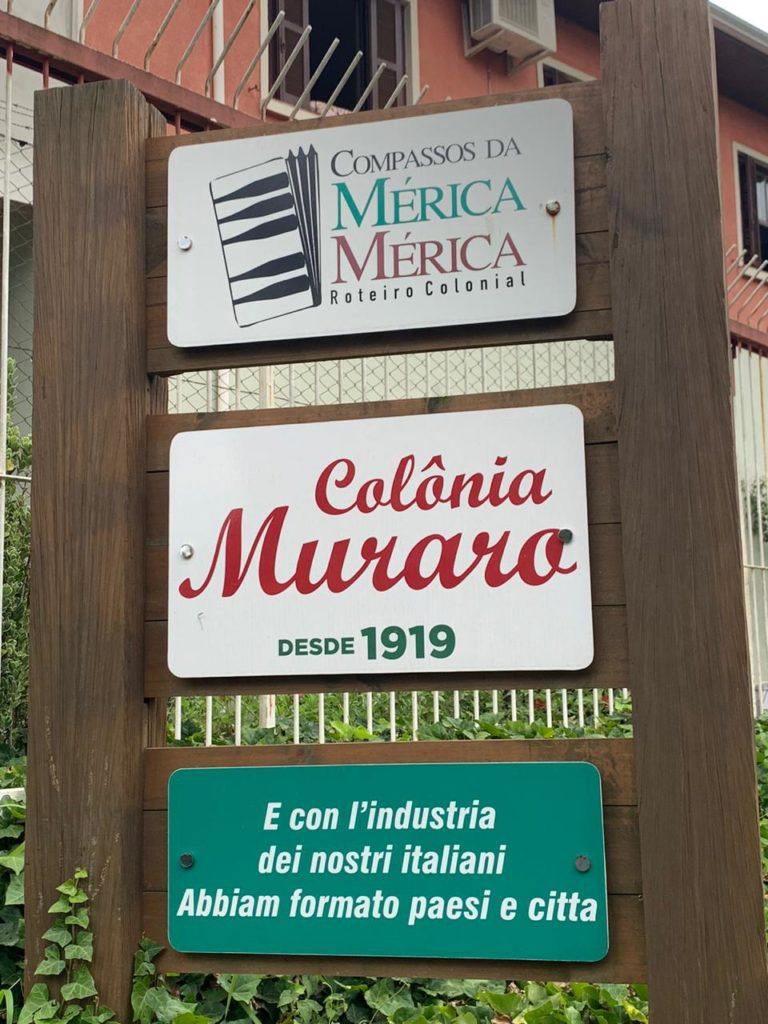 COMPASSOS DA
MÉRICA
MÉRICA
Roteiro Colonial
Colônia
Muraro
DESDE 1919
E con l'industria
dei nostri italiani
Abbiam formato paesi e citta